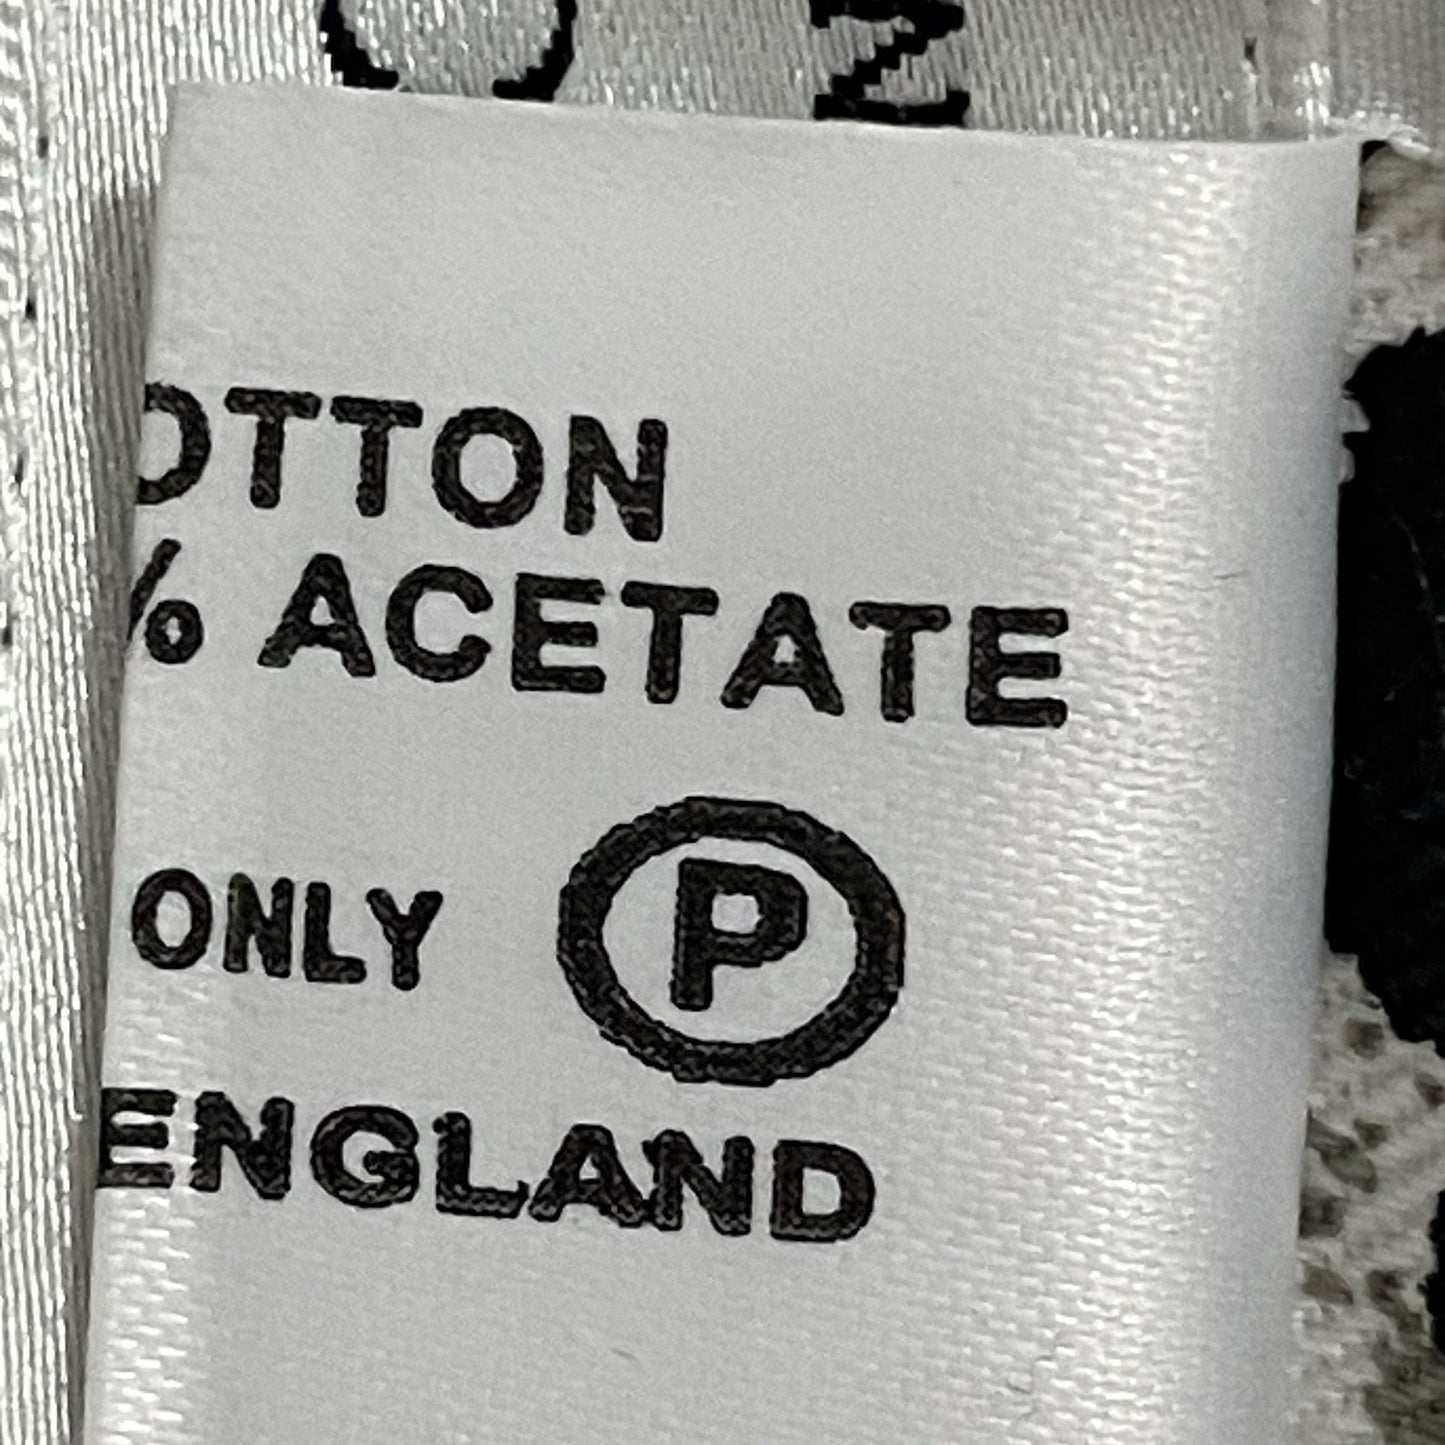 OTTON
% ACETATE
ONLY P
ENGLAND